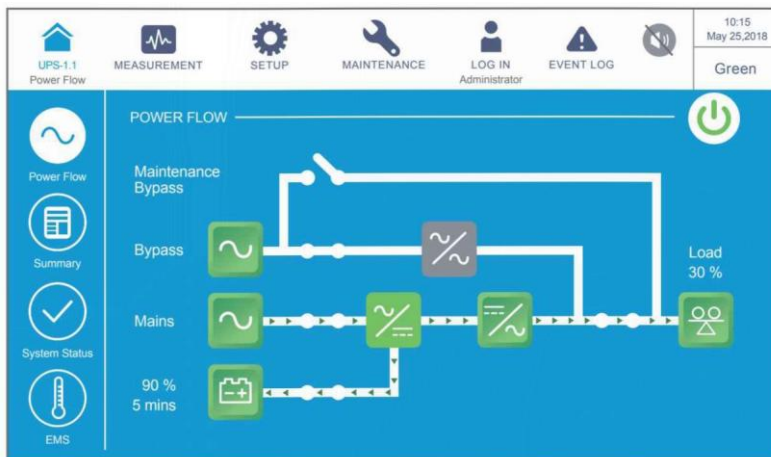 UPS-1.1
Power Flow
MEASUREMENT
SETUP
MAINTENANCE
LOG IN
Administrator
EVENT LOG
10:15
May 25,2018
Green
Power Flow
Summary
System Status
EMS
POWER FLOW
Maintenance
Bypass
Bypass
Mains
90 %
5 mins
Load
30 %